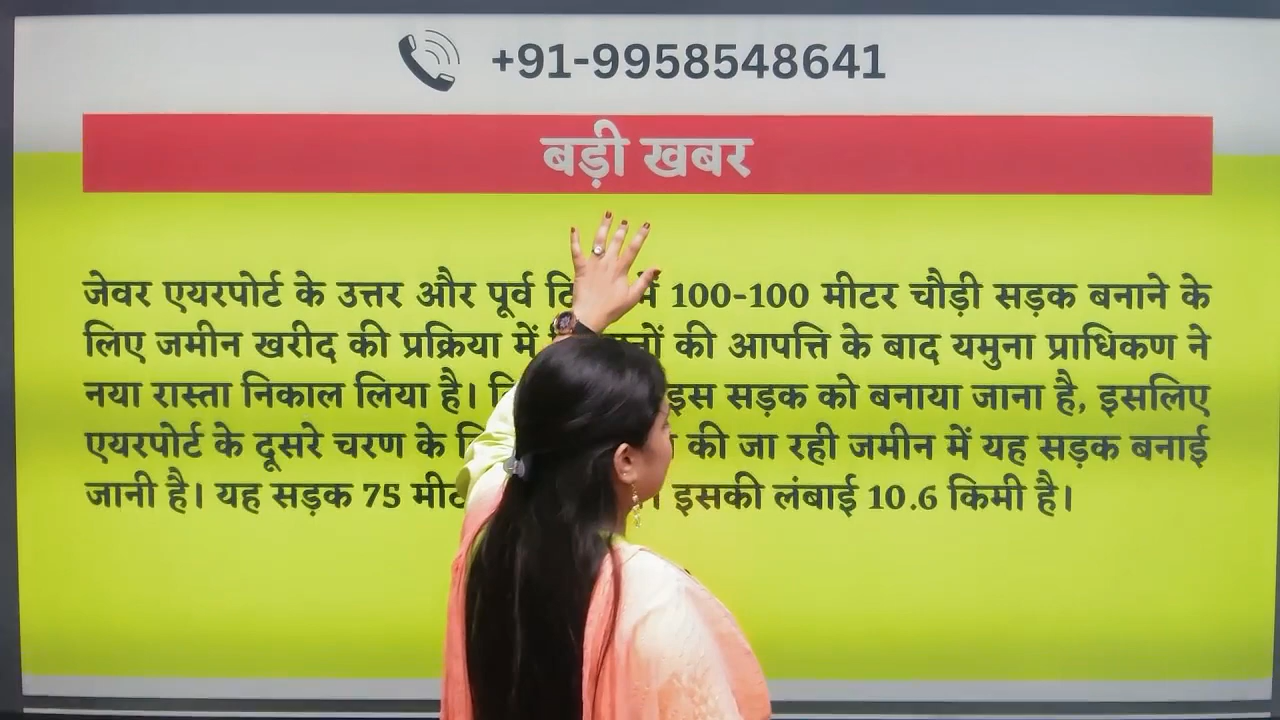 +91-9958548641
बड़ी खबर
जेवर एयरपोर्ट के उत्तर और पूर्व में 100-100 मीटर चौड़ी सड़क बनाने के
लिए जमीन खरीद की प्रक्रिया में की आपत्ति के बाद यमुना प्राधिकण ने
नया रास्ता निकाल लिया है। इस सड़क को बनाया जाना है, इसलिए
एयरपोर्ट के दूसरे चरण के की जा रही जमीन में यह सड़क बनाई
जानी है। यह सड़क 75 इसकी लंबाई 10.6 किमी है।